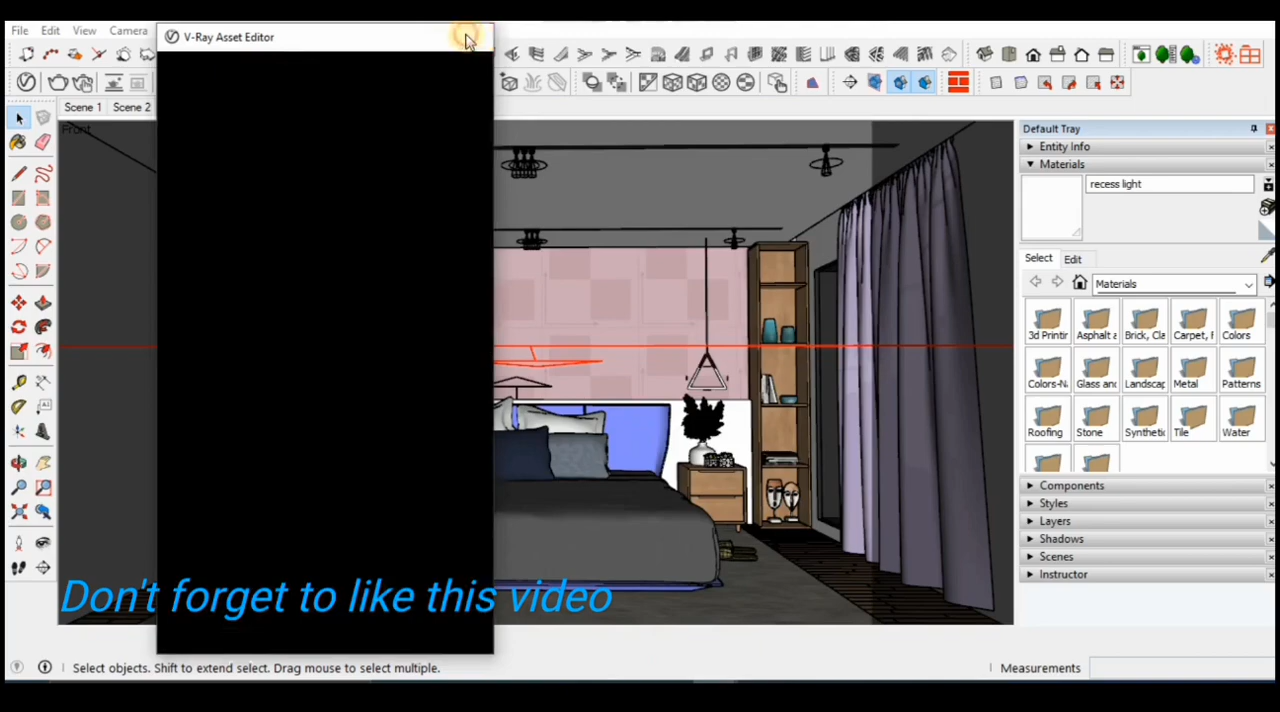 V-Ray Asset Editor
File Edit View Camera
Scene 1 Scene 2
Front
Default Tray
Entity Info
Materials
recess light
Select Edit
Materials
3d Printin Asphalt a Brick, Cla Carpet, F Colors
Colors-N Glass and Landscap Metal Patterns
Roofing Stone Syntheti Tile Water
Components
Styles
Layers
Shadows
Scenes
Instructor
Don't forget to like this video
Select objects. Shift to extend select. Drag mouse to select multiple.
Measurements